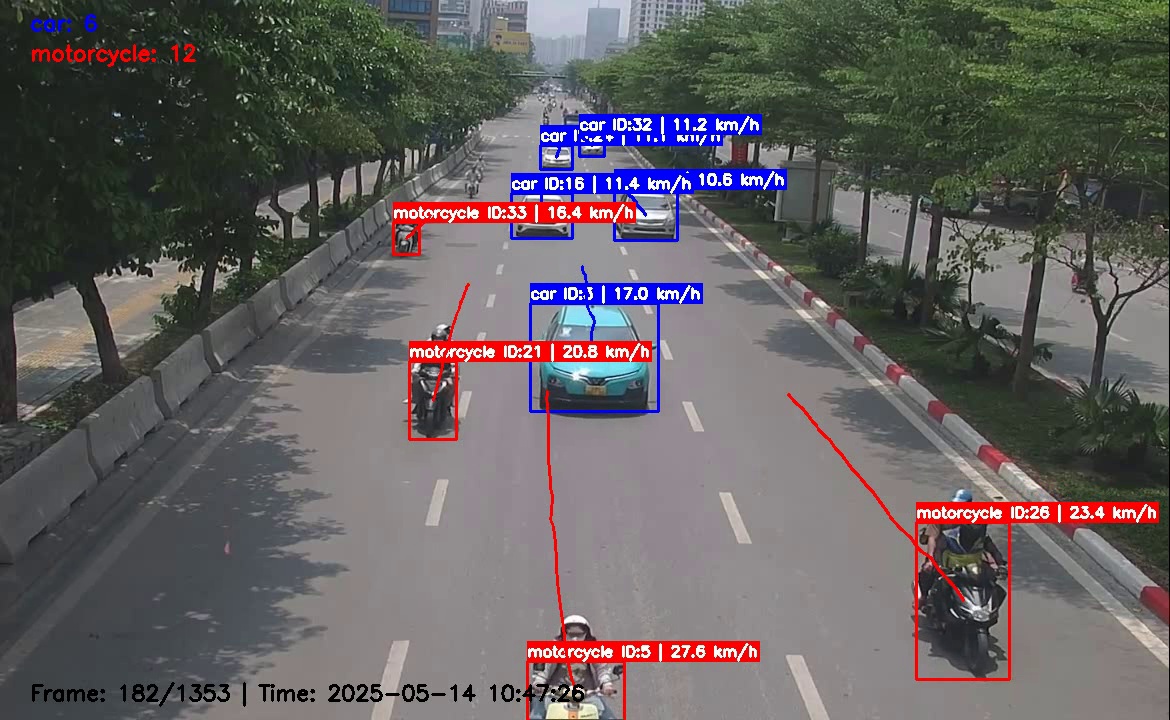 car: 6
motorcycle: 12
car ID:32 | 11.2 km/h
car
km/h
car ID:16 | 11.4 km/h
10.6 km/h
motorcycle ID:33 | 16.4 km/h
car ID:3 | 17.0 km/h
motorcycle ID:21 | 20.8 km/h
motorcycle ID:26 | 23.4 km/h
motorcycle ID:5 | 27.6 km/h
Frame: 182/1353 | Time: 2025-05-14 10:47:26